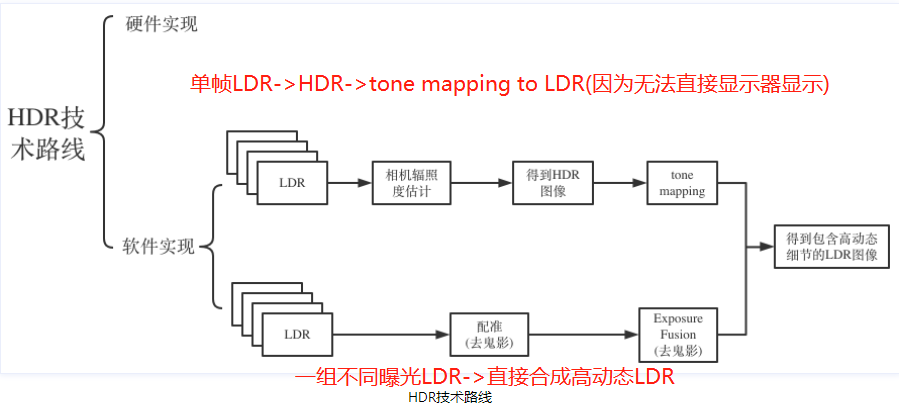 硬件实现
单帧LDR->HDR->tone mapping to LDR(因为无法直接显示器显示)
HDR技
术路线
LDR
相机辐照
度估计
得到HDR
图像
tone
mapping
得到包含高动态
细节的LDR图像
软件实现
LDR
配准
(去鬼影)
Exposure
Fusion
(去鬼影)
一组不同曝光LDR->直接合成高动态LDR
HDR技术路线